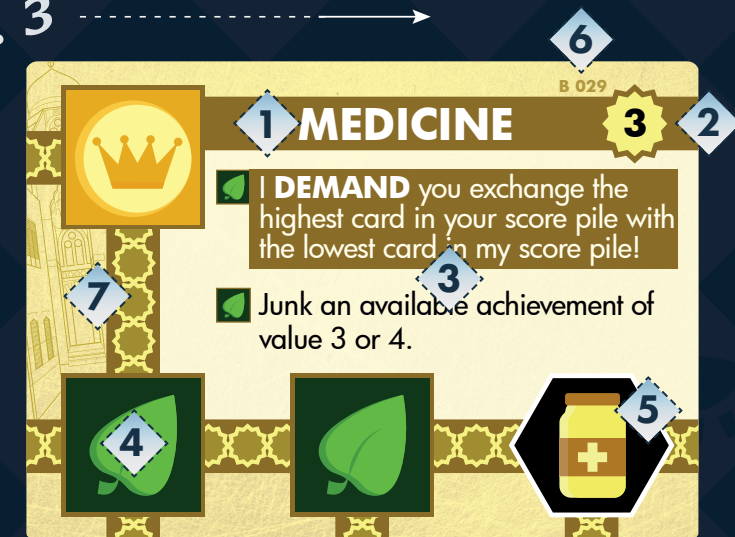 . 3
6
B 029
1 MEDICINE 3 2
I DEMAND you exchange the
highest card in your score pile with
the lowest card in my score pile!
3
7
Junk an available achievement of
value 3 or 4.
4
5